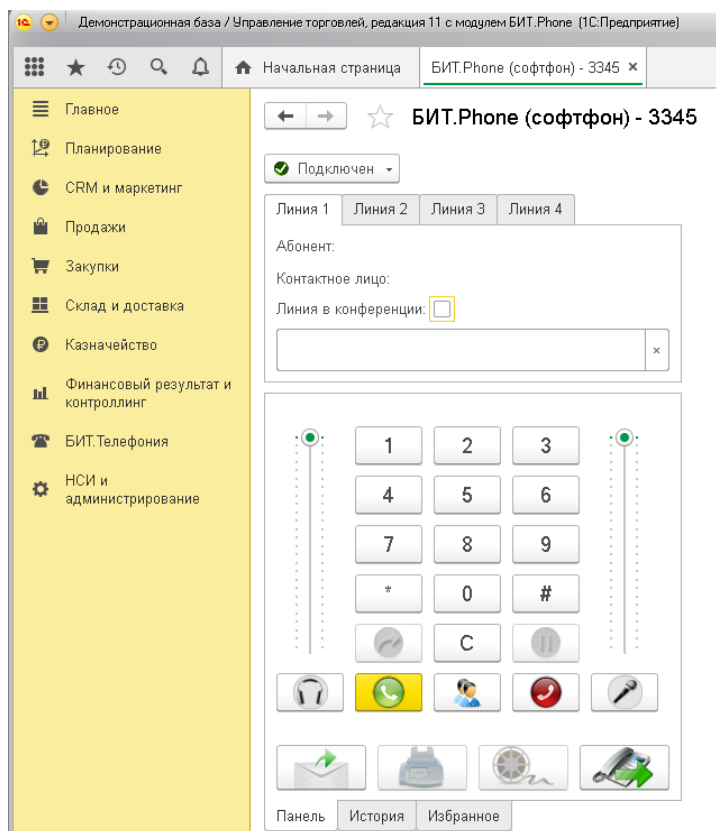 Демонстрационная база / Управление торговлей, редакция 11 с модулем БИТ.Phone (1С:Предприятие)
Начальная страница
БИТ.Phone (софтфон) - 3345 ×
Главное
Планирование
CRM и маркетинг
Продажи
Закупки
Склад и доставка
Казначейство
Финансовый результат и
контроллинг
БИТ.Телефония
НСИ и
администрирование
БИТ.Phone (софтфон) - 3345
Подключен
Линия 1
Линия 2
Линия 3
Линия 4
Абонент:
Контактное лицо:
Линия в конференции:
×
1 2 3
4 5 6
7 8 9
* 0 #
C
Панель
История
Избранное